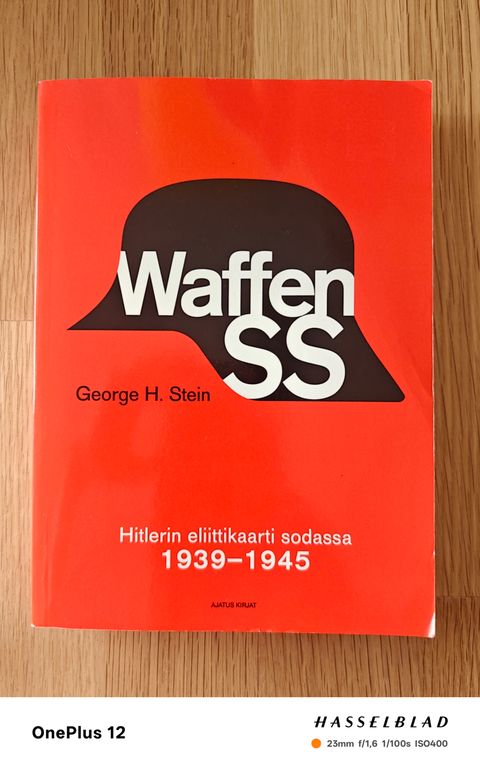 Waffen
SS
George H. Stein
Hitlerin eliittikaarti sodassa
1939–1945
AJATUS KIRJAT
OnePlus 12
HASSELBLAD
23mm f/1,6 1/100s ISO400